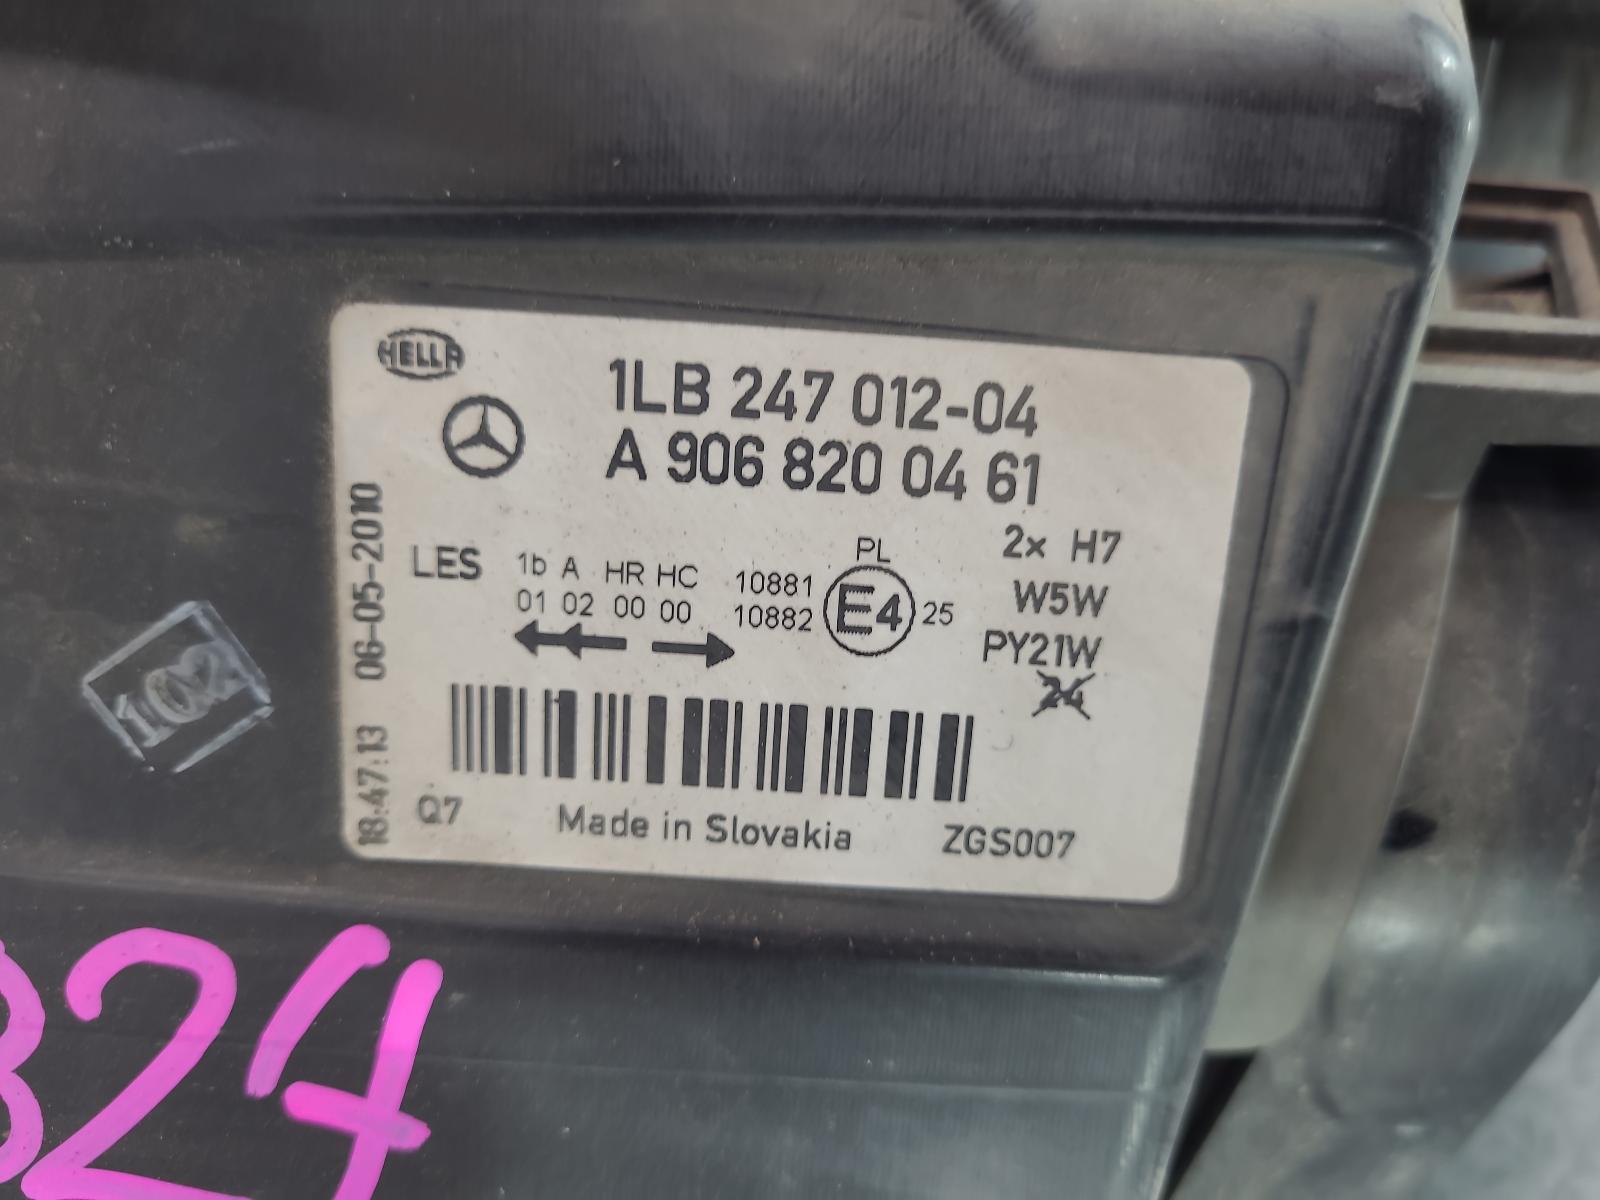 HELLA
1LB 247 012-04
A 906 820 04 61
18:47:13 06-05-2010
LES
1b A HR HC
01 02 00 00
10881
10882
PL
E4 25
2x H7
W5W
PY21W
24
Q7
Made in Slovakia
ZGS007
102
324